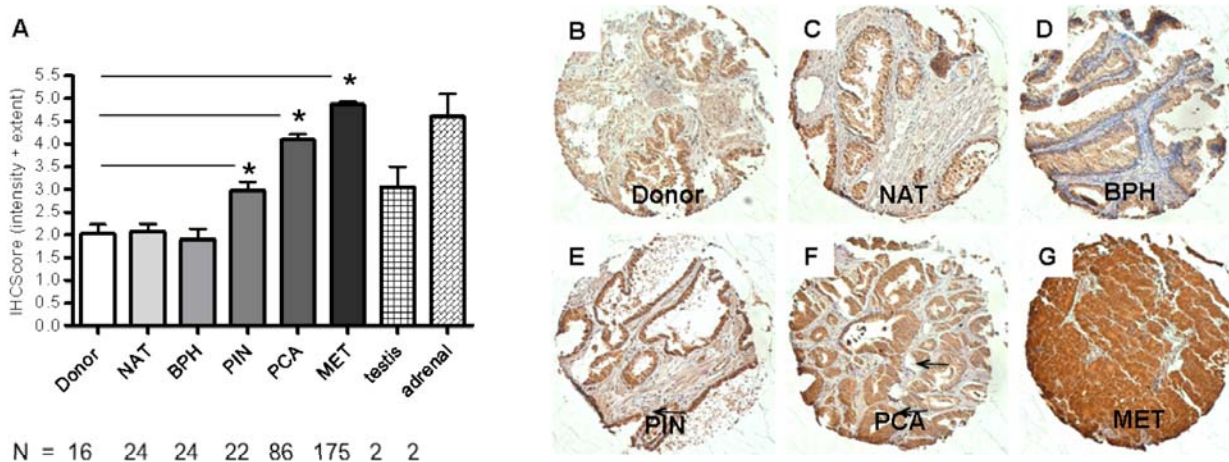 A
IHCScore (intensity + extent)
5.5
5.0
4.5
4.0
3.5
3.0
2.5
2.0
1.5
1.0
0.5
0.0
*
*
*
Donor
NAT
BPH
PIN
PCA
MET
testis
adrenal
N = 16 24 24 22 86 175 2 2
B
Donor
C
NAT
D
BPH
E
PIN
F
PCA
G
MET